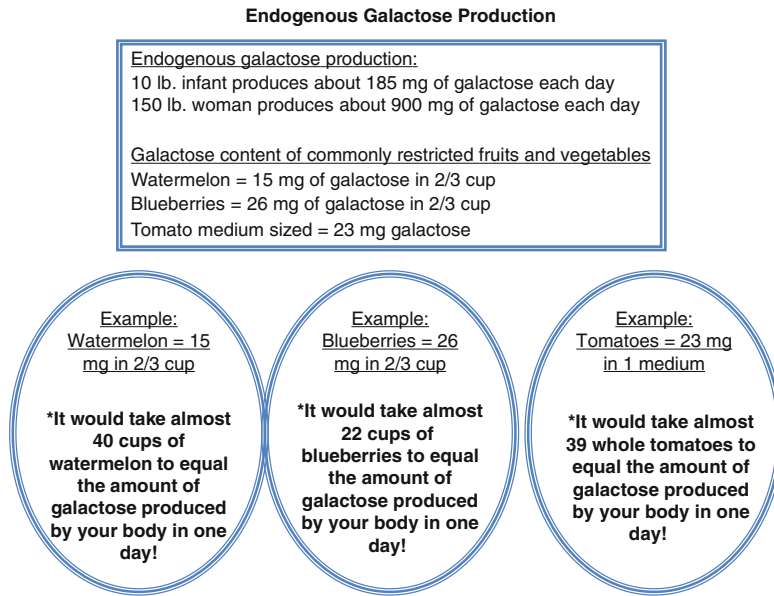 Endogenous Galactose Production
Endogenous galactose production:
10 lb. infant produces about 185 mg of galactose each day
150 lb. woman produces about 900 mg of galactose each day
Galactose content of commonly restricted fruits and vegetables
Watermelon = 15 mg of galactose in 2/3 cup
Blueberries = 26 mg of galactose in 2/3 cup
Tomato medium sized = 23 mg galactose
Example:
Watermelon = 15
mg in 2/3 cup
*It would take almost
40 cups of
watermelon to equal
the amount of
galactose produced
by your body in one
day!
Example:
Blueberries = 26
mg in 2/3 cup
*It would take almost
22 cups of
blueberries to equal
the amount of
galactose produced
by your body in one
day!
Example:
Tomatoes = 23 mg
in 1 medium
*It would take almost
39 whole tomatoes to
equal the amount of
galactose produced
by your body in one
day!